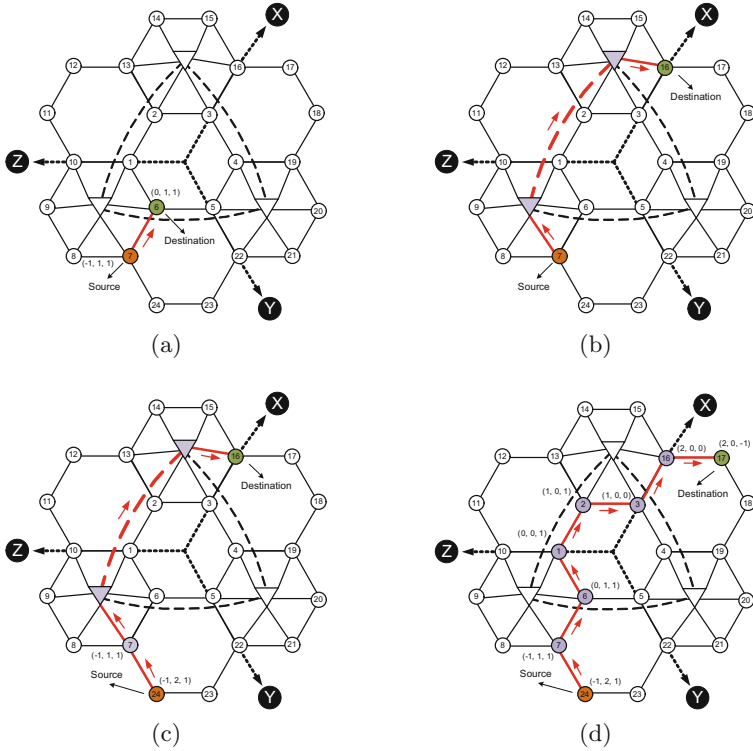 X
14
15
12
13
16
17
11
2
3
18
Z
10
1
4
19
(0, 1, 1)
9
6
5
20
Destination
8
(-1, 1, 1)
7
22
21
Source
24
23
Y
(a)
X
14
15
12
13
16
17
Destination
11
2
3
18
Z
10
1
4
19
9
6
5
20
8
7
22
21
Source
24
23
Y
(b)
X
14
15
12
13
16
17
Destination
11
2
3
18
Z
10
1
4
19
9
6
5
20
8
7
22
21
(-1, 1, 1)
Source
(-1, 2, 1)
24
23
Y
(c)
X
14
15
(2, 0, 0)
(2, 0, -1)
12
13
16
17
Destination
(1, 0, 1)
(1, 0, 0)
11
2
3
18
(0, 0, 1)
Z
10
1
4
19
(0, 1, 1)
9
6
5
20
8
7
22
21
(-1, 1, 1)
Source
(-1, 2, 1)
24
23
Y
(d)